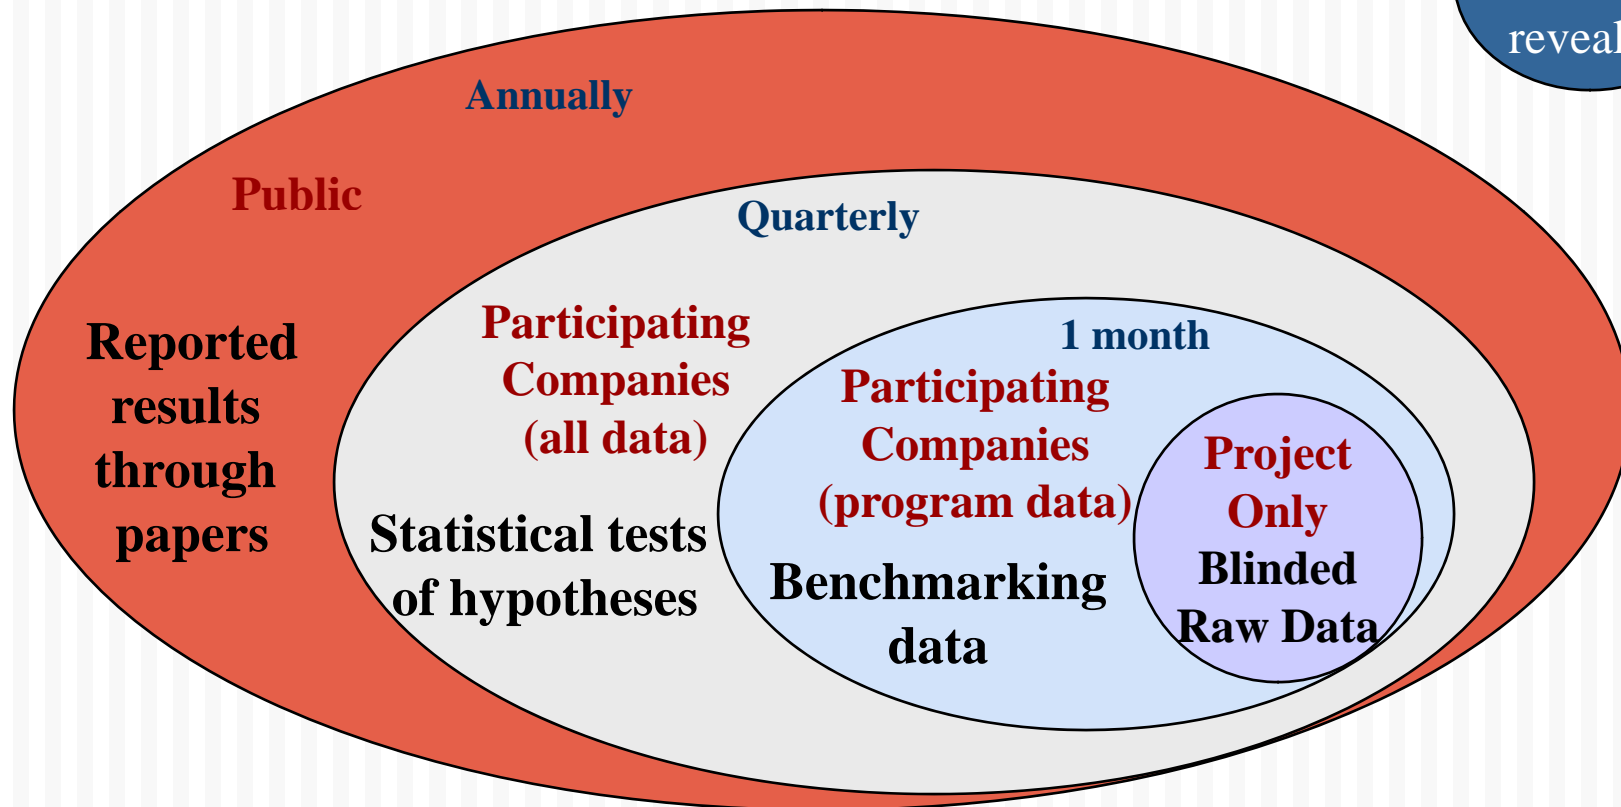 reveal
Annually
Public
Quarterly
Reported
results
through
papers
Participating
Companies
(all data)
Statistical tests
of hypotheses
1 month
Participating
Companies
(program data)
Benchmarking
data
Project
Only
Blinded
Raw Data